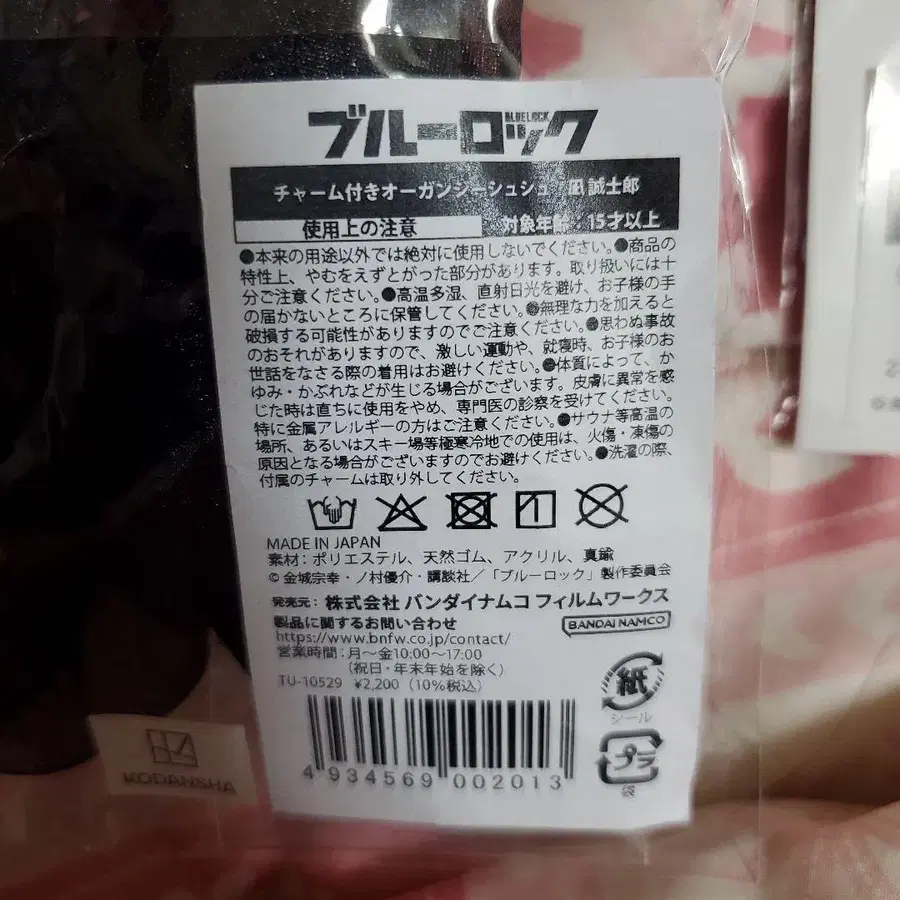 ブルーロック
BLUELOCK
チャーム付きオーガンジーシュシュ 凪 誠士郎
使用上の注意 対象年齢:15才以上
●本来の用途以外では絶対に使用しないでください。●商品の
特性上、やむをえずとがった部分があります。取り扱いには十
分ご注意ください。●高温多湿、直射日光を避け、お子様の手
の届かないところに保管してください。●無理な力を加えると
破損する可能性がありますのでご注意ください。●思わぬ事故
のおそれがありますので、激しい運動や、就寝時、お子様のお
世話をなさる際の着用はお避けください。●体質によって、か
ゆみ・かぶれなどが生じる場合がございます。皮膚に異常を感
じた時は直ちに使用をやめ、専門医の診察を受けてください。
特に金属アレルギーの方はご注意ください。●サウナ等高温の
場所、あるいはスキー場等極寒冷地での使用は、火傷・凍傷の
原因となる場合がございますのでお避けください。●洗濯の際、
付属のチャームは取り外してください。
MADE IN JAPAN
素材:ポリエステル、天然ゴム、アクリル、真鍮
© 金城宗幸・ノ村優介・講談社/「ブルーロック」製作委員会
発売元:株式会社 バンダイナムコ フィルムワークス
製品に関するお問い合わせ
BANDAI NAMCO
https://www.bnfw.co.jp/contact/
営業時間:月~金10:00~17:00
(祝日・年末年始を除く)
TU-10529 ¥2,200(10%税込)
紙
シール
プラ
袋
4 934569 002013
KODANSHA